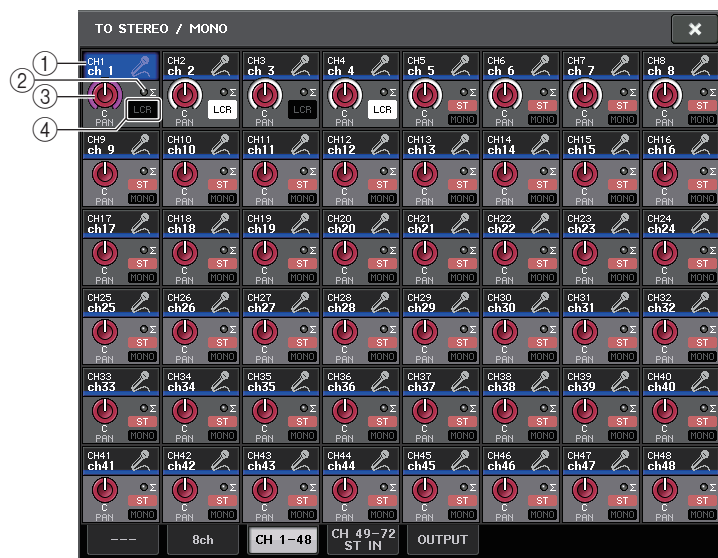 TO STEREO / MONO ×
① ② ③ ④
CH1 CH2 CH3 CH4 CH5 CH6 CH7 CH8
ch 1 ch 2 ch 3 ch 4 ch 5 ch 6 ch 7 ch 8
Σ Σ Σ Σ Σ Σ Σ Σ
LCR LCR LCR LCR ST ST ST ST
C C C C C MONO C MONO C MONO C MONO
PAN PAN PAN PAN PAN PAN PAN PAN
CH9 CH10 CH11 CH12 CH13 CH14 CH15 CH16
ch 9 ch10 ch11 ch12 ch13 ch14 ch15 ch16
Σ Σ Σ Σ Σ Σ Σ Σ
ST ST ST ST ST ST ST ST
C MONO C MONO C MONO C MONO C MONO C MONO C MONO C MONO
PAN PAN PAN PAN PAN PAN PAN PAN
CH17 CH18 CH19 CH20 CH21 CH22 CH23 CH24
ch17 ch18 ch19 ch20 ch21 ch22 ch23 ch24
Σ Σ Σ Σ Σ Σ Σ Σ
ST ST ST ST ST ST ST ST
C MONO C MONO C MONO C MONO C MONO C MONO C MONO C MONO
PAN PAN PAN PAN PAN PAN PAN PAN
CH25 CH26 CH27 CH28 CH29 CH30 CH31 CH32
ch25 ch26 ch27 ch28 ch29 ch30 ch31 ch32
Σ Σ Σ Σ Σ Σ Σ Σ
ST ST ST ST ST ST ST ST
C MONO C MONO C MONO C MONO C MONO C MONO C MONO C MONO
PAN PAN PAN PAN PAN PAN PAN PAN
CH33 CH34 CH35 CH36 CH37 CH38 CH39 CH40
ch33 ch34 ch35 ch36 ch37 ch38 ch39 ch40
Σ Σ Σ Σ Σ Σ Σ Σ
ST ST ST ST ST ST ST ST
C MONO C MONO C MONO C MONO C MONO C MONO C MONO C MONO
PAN PAN PAN PAN PAN PAN PAN PAN
CH41 CH42 CH43 CH44 CH45 CH46 CH47 CH48
ch41 ch42 ch43 ch44 ch45 ch46 ch47 ch48
Σ Σ Σ Σ Σ Σ Σ Σ
ST ST ST ST ST ST ST ST
C MONO C MONO C MONO C MONO C MONO C MONO C MONO C MONO
PAN PAN PAN PAN PAN PAN PAN PAN
--- 8ch CH 1-48 CH 49-72 OUTPUT
ST IN